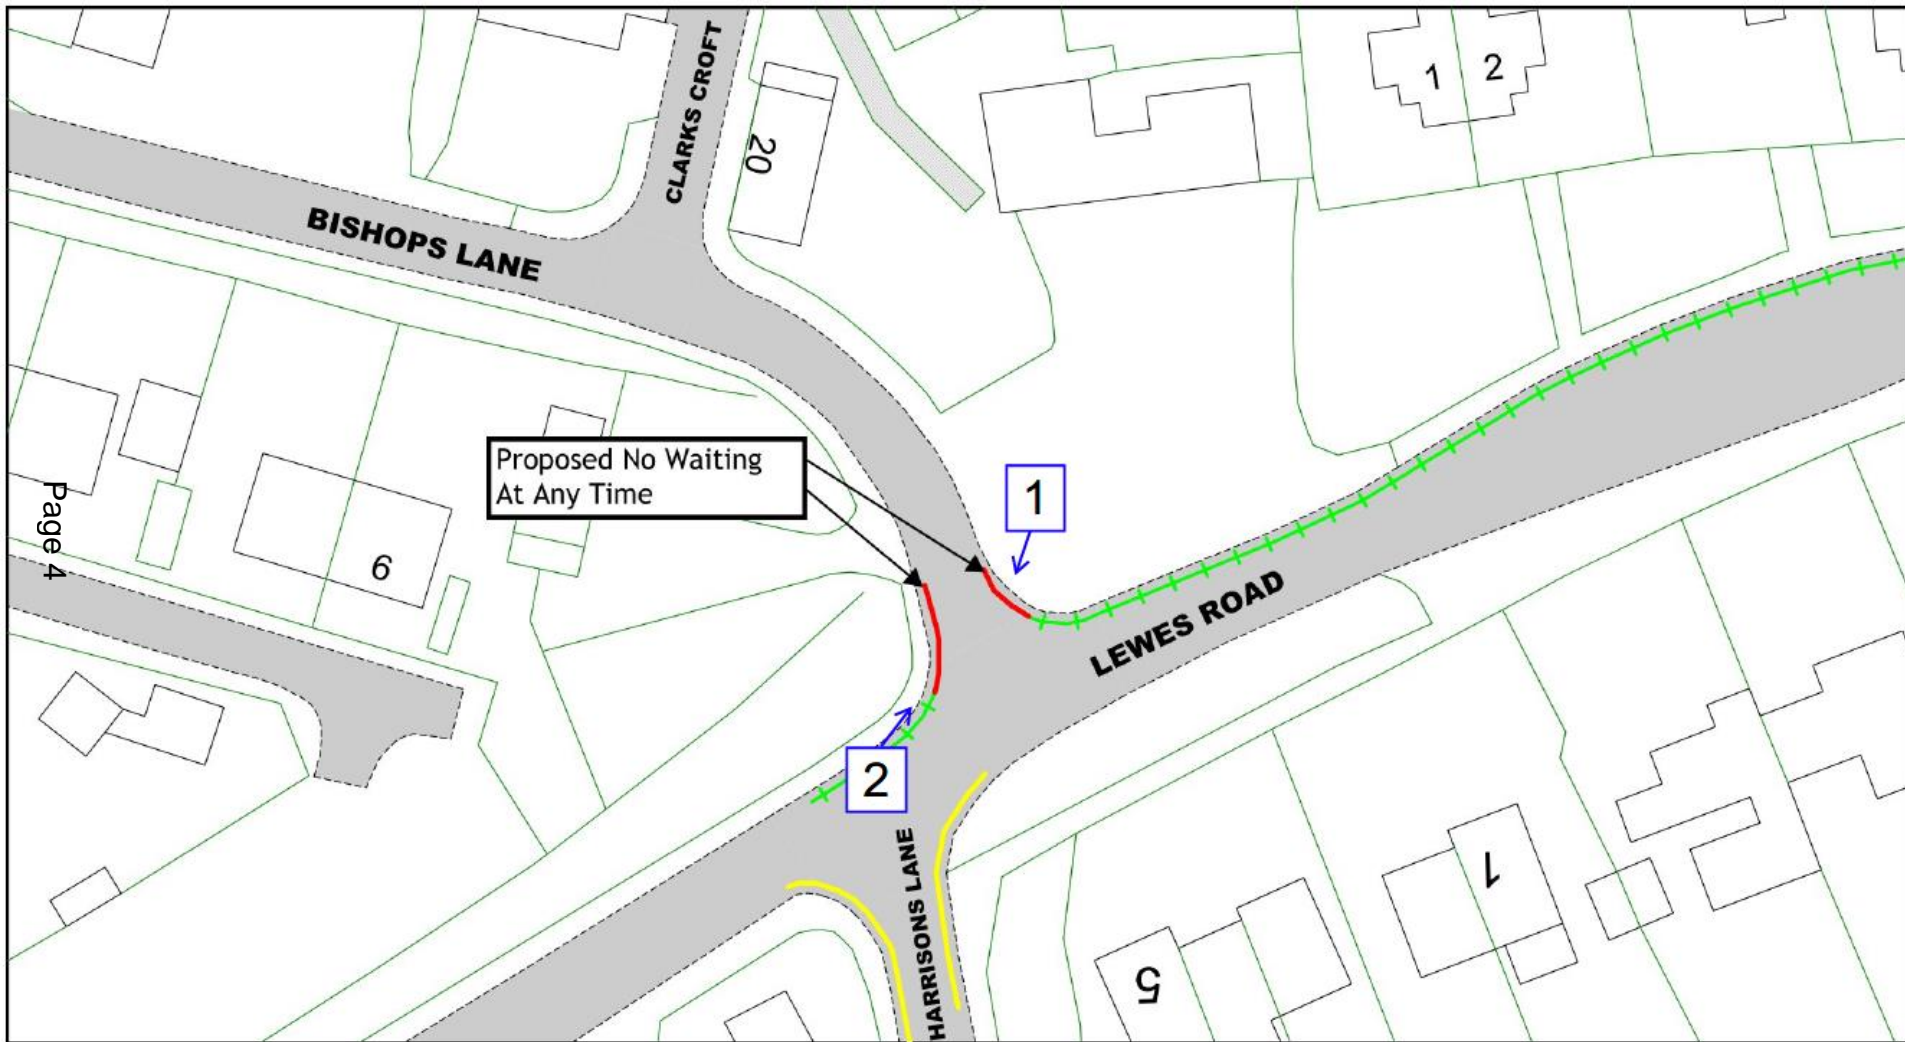 CLARKS CROFT
1
2
20
BISHOPS LANE
Proposed No Waiting
At Any Time
1
Page 4
6
LEWES ROAD
2
HARRISONS LANE
1
5